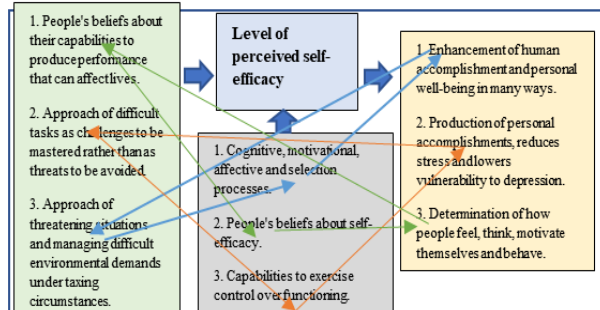 1. People's beliefs about
their capabilities to
produce performance
that can affect lives.
2. Approach of difficult
tasks as challenges to be
mastered rather than as
threats to be avoided.
3. Approach of
threatening situations
and managing difficult
environmental demands
under taxing
circumstances.
Level of
perceived self-
efficacy
1. Cognitive, motivational,
affective and selection
processes.
2. People's beliefs about self-
efficacy.
3. Capabilities to exercise
control over functioning.
1. Enhancement of human
accomplishment and personal
well-being in many ways.
2. Production of personal
accomplishments, reduces
stress and lowers
vulnerability to depression.
3. Determination of how
people feel, think, motivate
themselves and behave.